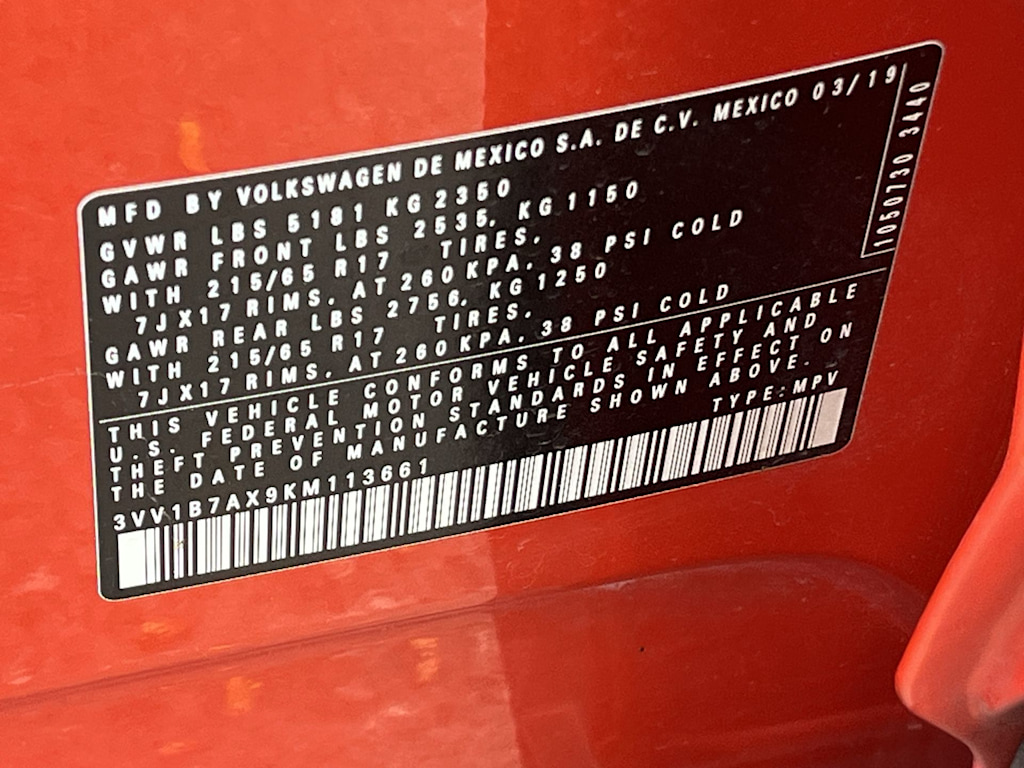 MFD BY VOLKSWAGEN DE MEXICO S.A. DE C.V. MEXICO 03/19
GVWR LBS 5181 KG 2350
GAWR FRONT LBS 2535, KG 1150
WITH 215/65 R17 TIRES,
7JX17 RIMS, AT 260 KPA, 38 PSI COLD
GAWR REAR LBS 2756, KG 1250
WITH 215/65 R17 TIRES,
7JX17 RIMS, AT 260 KPA, 38 PSI COLD
THIS VEHICLE CONFORMS TO ALL APPLICABLE
U.S. FEDERAL MOTOR VEHICLE SAFETY AND
THEFT PREVENTION STANDARDS IN EFFECT ON
THE DATE OF MANUFACTURE SHOWN ABOVE.
3VV1B7AX9KM113661 TYPE:MPV
1050730 3440